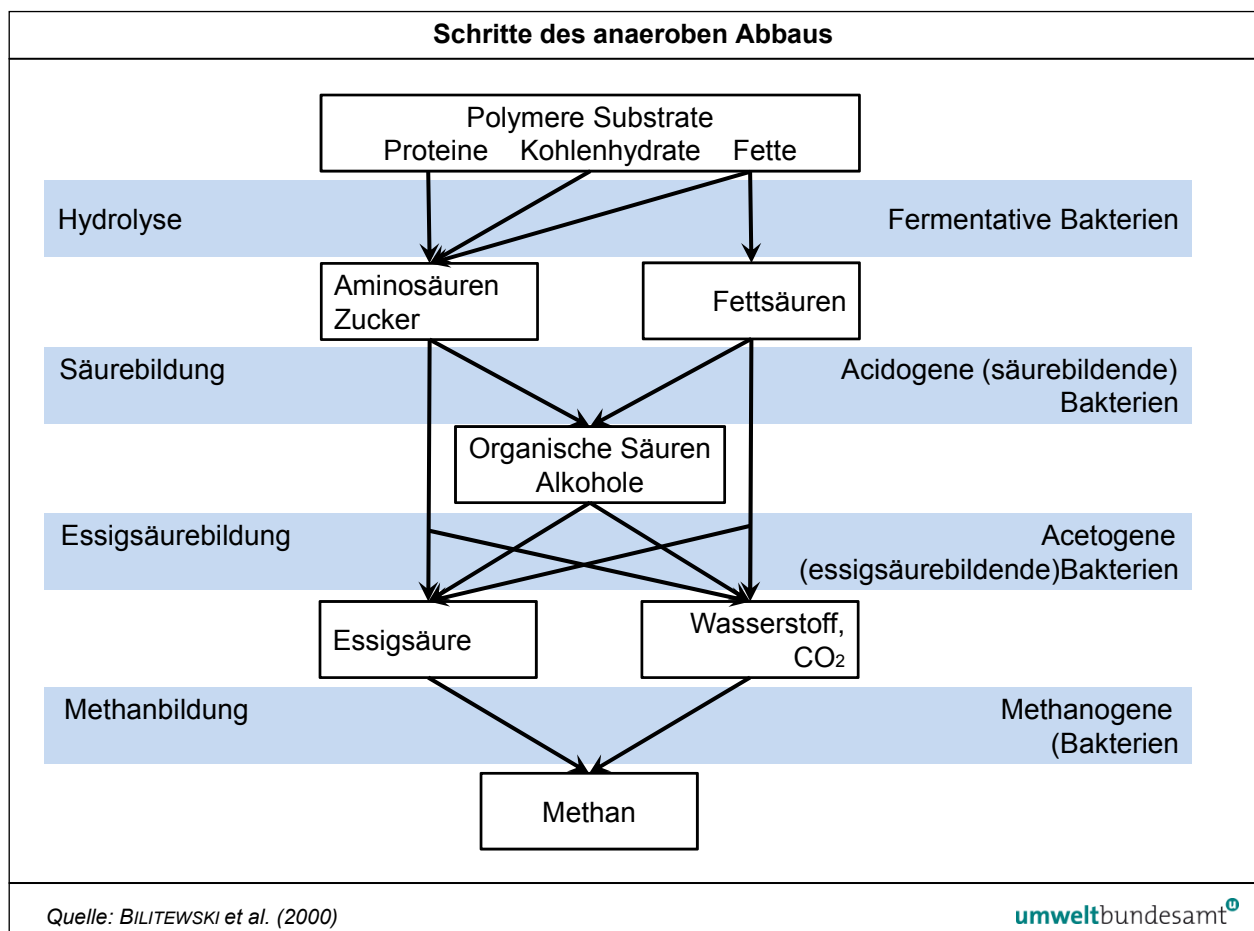 Schritte des anaeroben Abbaus
Polymere Substrate
Proteine Kohlenhydrate Fette
Hydrolyse
Fermentative Bakterien
Aminosäuren
Zucker
Fettsäuren
Säurebildung
Acidogene (säurebildende)
Bakterien
Organische Säuren
Alkohole
Essigsäurebildung
Acetogene
(essigsäurebildende)Bakterien
Essigsäure
Wasserstoff,
CO₂
Methanbildung
Methanogene
(Bakterien
Methan
Quelle: BILITEWSKI et al. (2000)
umweltbundesamt ᵘ